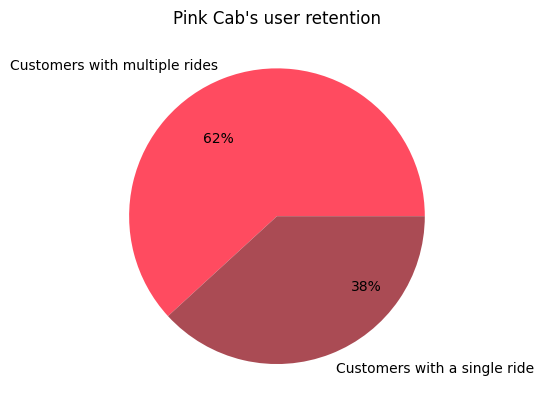 Pink Cab's user retention
Customers with multiple rides
62%
38%
Customers with a single ride